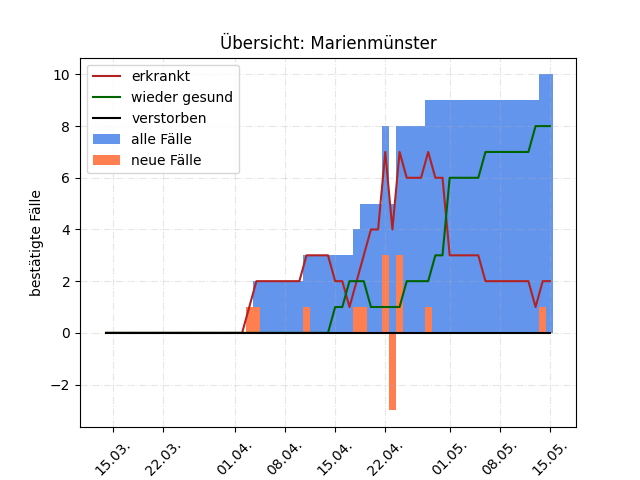 Übersicht: Marienmünster
erkrankt
wieder gesund
verstorben
alle Fälle
neue Fälle
bestätigte Fälle
10
8
6
4
2
0
−2
15.03.
22.03.
01.04.
08.04.
15.04.
22.04.
01.05.
08.05.
15.05.